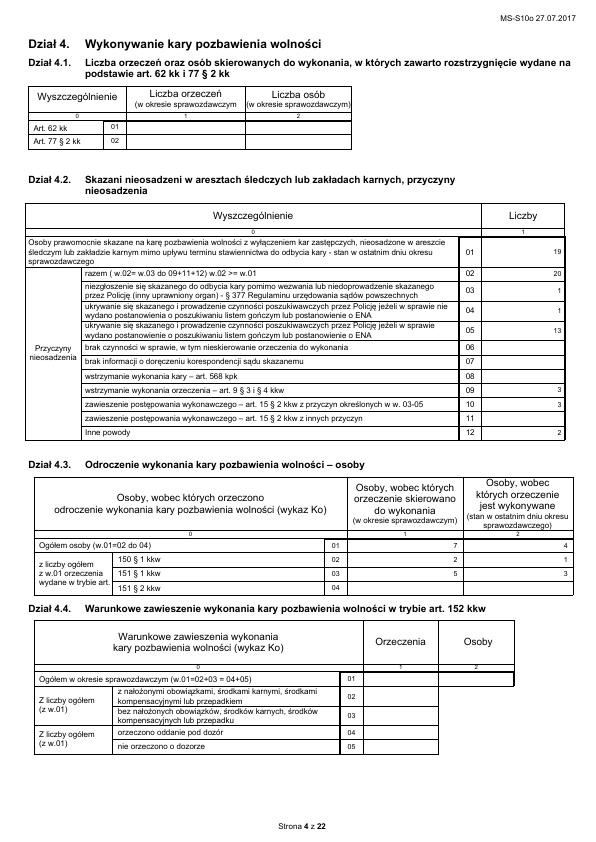 MS-S10o 27.07.2017
Dział 4. Wykonywanie kary pozbawienia wolności
Dział 4.1. Liczba orzeczeń oraz osób skierowanych do wykonania, w których zawarto rozstrzygnięcie wydane na
podstawie art. 62 kk i 77 § 2 kk
Wyszczególnienie Liczba orzeczeń (w okresie sprawozdawczym Liczba osób (w okresie sprawozdawczym)
0 1 2
Art. 62 kk 01
Art. 77 § 2 kk 02
Dział 4.2. Skazani nieosadzeni w aresztach śledczych lub zakładach karnych, przyczyny
nieosadzenia
Wyszczególnienie Liczby
0 1
Osoby prawomocnie skazane na karę pozbawienia wolności z wyłączeniem kar zastępczych, nieosadzone w areszcie
śledczym lub zakładzie karnym mimo upływu terminu stawiennictwa do odbycia kary - stan w ostatnim dniu okresu 01 19
sprawozdawczego
Przyczyny nieosadzenia
razem ( w.02= w.03 do 09+11+12) w.02 >= w.01 02 20
niezgłoszenie się skazanego do odbycia kary pomimo wezwania lub niedoprowadzenie skazanego
przez Policję (inny uprawniony organ) - § 377 Regulaminu urzędowania sądów powszechnych 03 1
ukrywanie się skazanego i prowadzenie czynności poszukiwawczych przez Policję jeżeli w sprawie nie
wydano postanowienia o poszukiwaniu listem gończym lub postanowienie o ENA 04 1
ukrywanie się skazanego i prowadzenie czynności poszukiwawczych przez Policję jeżeli w sprawie
wydano postanowienie o poszukiwaniu listem gończym lub postanowienie o ENA 05 13
brak czynności w sprawie, w tym nieskierowanie orzeczenia do wykonania 06
brak informacji o doręczeniu korespondencji sądu skazanemu 07
wstrzymanie wykonania kary – art. 568 kpk 08
wstrzymanie wykonania orzeczenia – art. 9 § 3 i § 4 kkw 09 3
zawieszenie postępowania wykonawczego – art. 15 § 2 kkw z przyczyn określonych w w. 03-05 10 3
zawieszenie postępowania wykonawczego – art. 15 § 2 kkw z innych przyczyn 11
Inne powody 12 2
Dział 4.3. Odroczenie wykonania kary pozbawienia wolności – osoby
Osoby, wobec których orzeczono
odroczenie wykonania kary pozbawienia wolności (wykaz Ko)
Osoby, wobec których
orzeczenie skierowano
do wykonania
(w okresie sprawozdawczym)
Osoby, wobec
których orzeczenie
jest wykonywane
(stan w ostatnim dniu okresu
sprawozdawczego)
0 1 2
Ogółem osoby (w.01=02 do 04) 01 7 4
z liczby ogółem
z w.01 orzeczenia
wydane w trybie art.
150 § 1 kkw 02 2 1
151 § 1 kkw 03 5 3
151 § 2 kkw 04
Dział 4.4. Warunkowe zawieszenie wykonania kary pozbawienia wolności w trybie art. 152 kkw
Warunkowe zawieszenia wykonania
kary pozbawienia wolności (wykaz Ko)
Orzeczenia Osoby
0 1 2
Ogółem w okresie sprawozdawczym (w.01=02+03 = 04+05) 01
Z liczby ogółem
(z w.01)
z nałożonymi obowiązkami, środkami karnymi, środkami
kompensacyjnymi lub przepadkiem 02
bez nałożonych obowiązków, środków karnych, środków
kompensacyjnych lub przepadku 03
Z liczby ogółem
(z w.01)
orzeczono oddanie pod dozór 04
nie orzeczono o dozorze 05
Strona 4 z 22